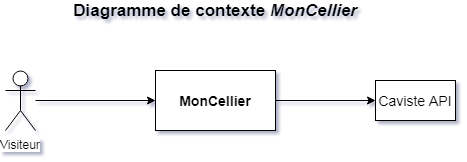 Diagramme de contexte MonCellier
MonCellier
Caviste API
Visiteur